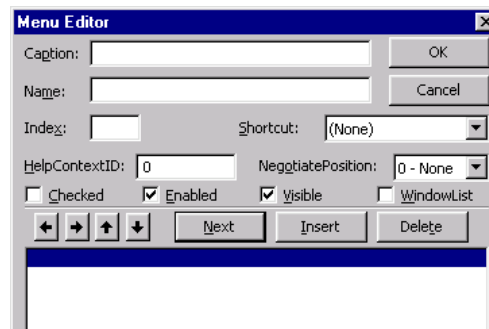 Menu Editor
Caption: OK
Name: Cancel
Index: Shortcut: (None)
HelpContextID: 0 NegotiatePosition: 0 - None
Checked Enabled Visible WindowList
Next Insert Delete